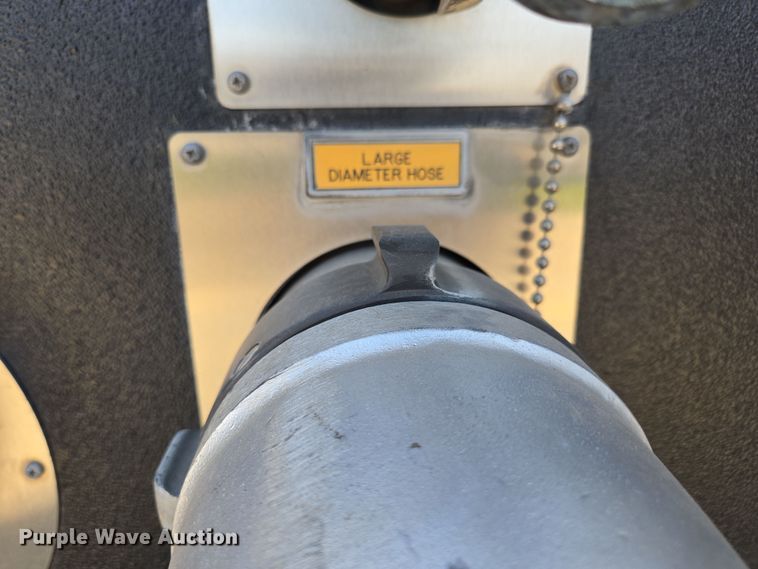 LARGE
DIAMETER HOSE
Purple Wave Auction